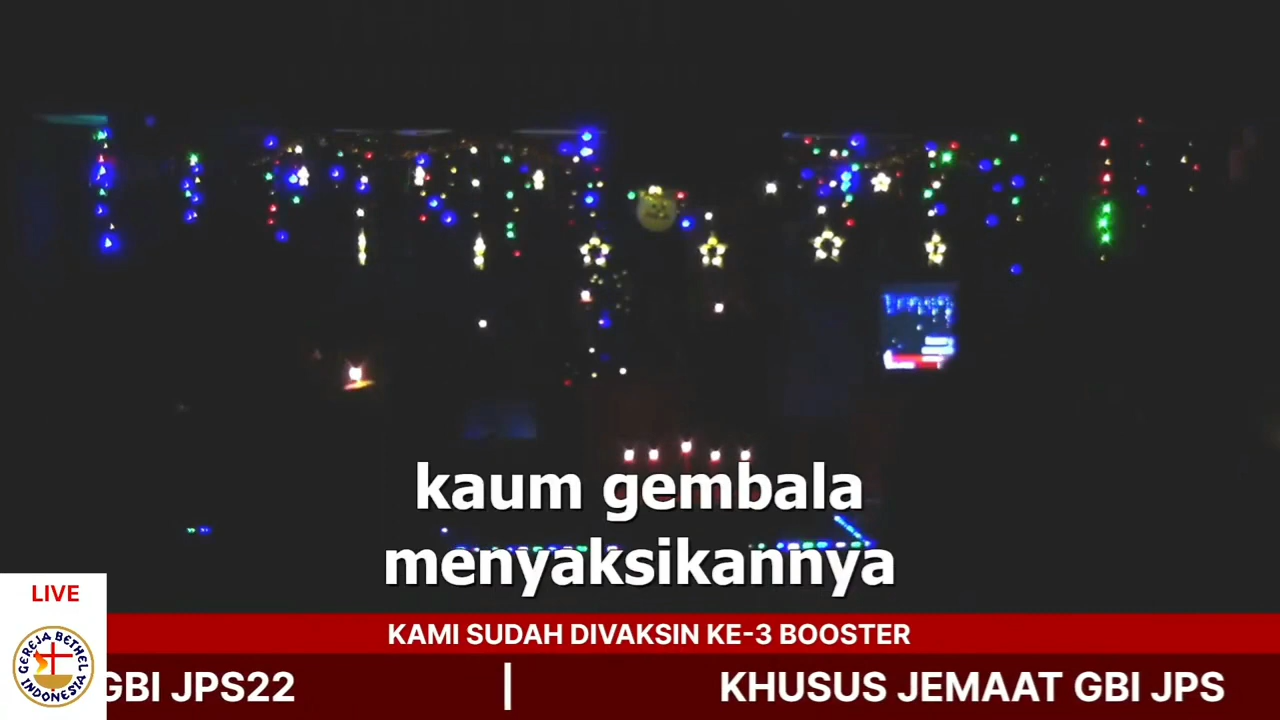 kaum gembala
menyaksikannya
LIVE
KAMI SUDAH DIVAKSIN KE-3 BOOSTER
GEREJA BETHEL
INDONESIA
GBI JPS22 | KHUSUS JEMAAT GBI JPS